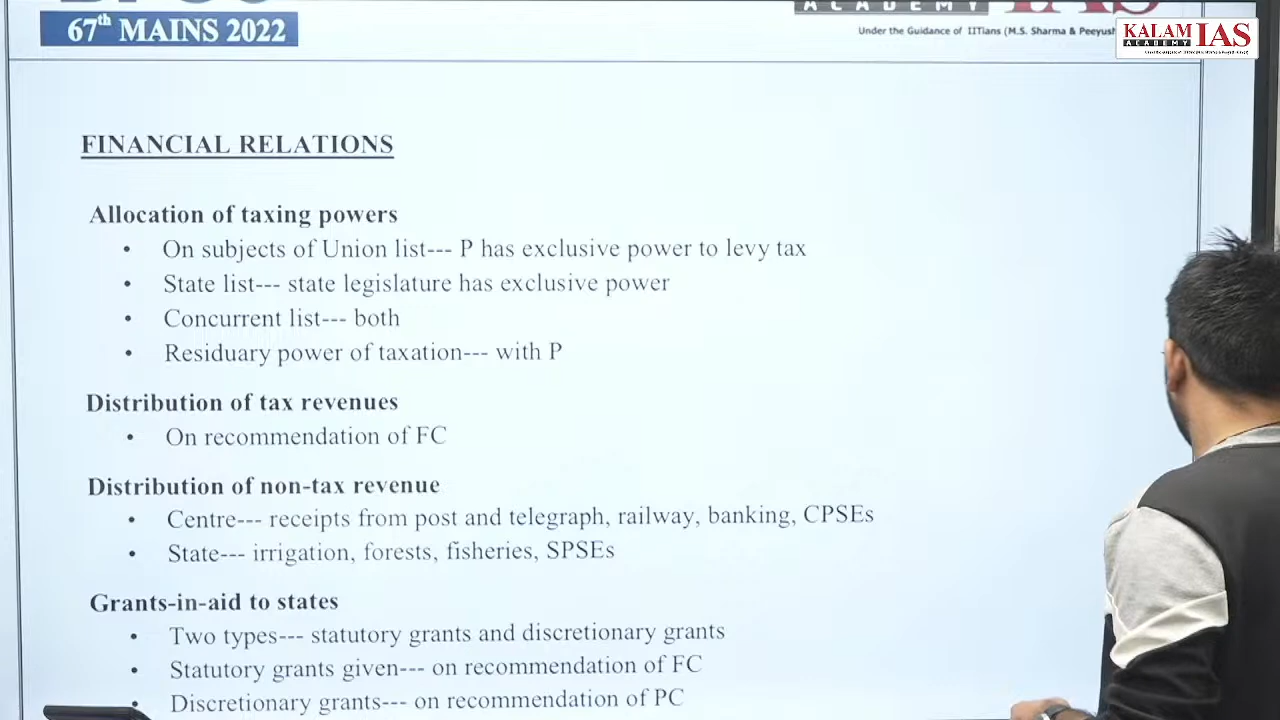 67th MAINS 2022
ACADEMY
Under the Guidance of IITians (M.S. Sharma & Peeyush
KALAM IAS
ACADEMY
FINANCIAL RELATIONS
Allocation of taxing powers
• On subjects of Union list--- P has exclusive power to levy tax
• State list--- state legislature has exclusive power
• Concurrent list--- both
• Residuary power of taxation--- with P
Distribution of tax revenues
• On recommendation of FC
Distribution of non-tax revenue
• Centre--- receipts from post and telegraph, railway, banking, CPSEs
• State--- irrigation, forests, fisheries, SPSEs
Grants-in-aid to states
• Two types--- statutory grants and discretionary grants
• Statutory grants given--- on recommendation of FC
• Discretionary grants--- on recommendation of PC